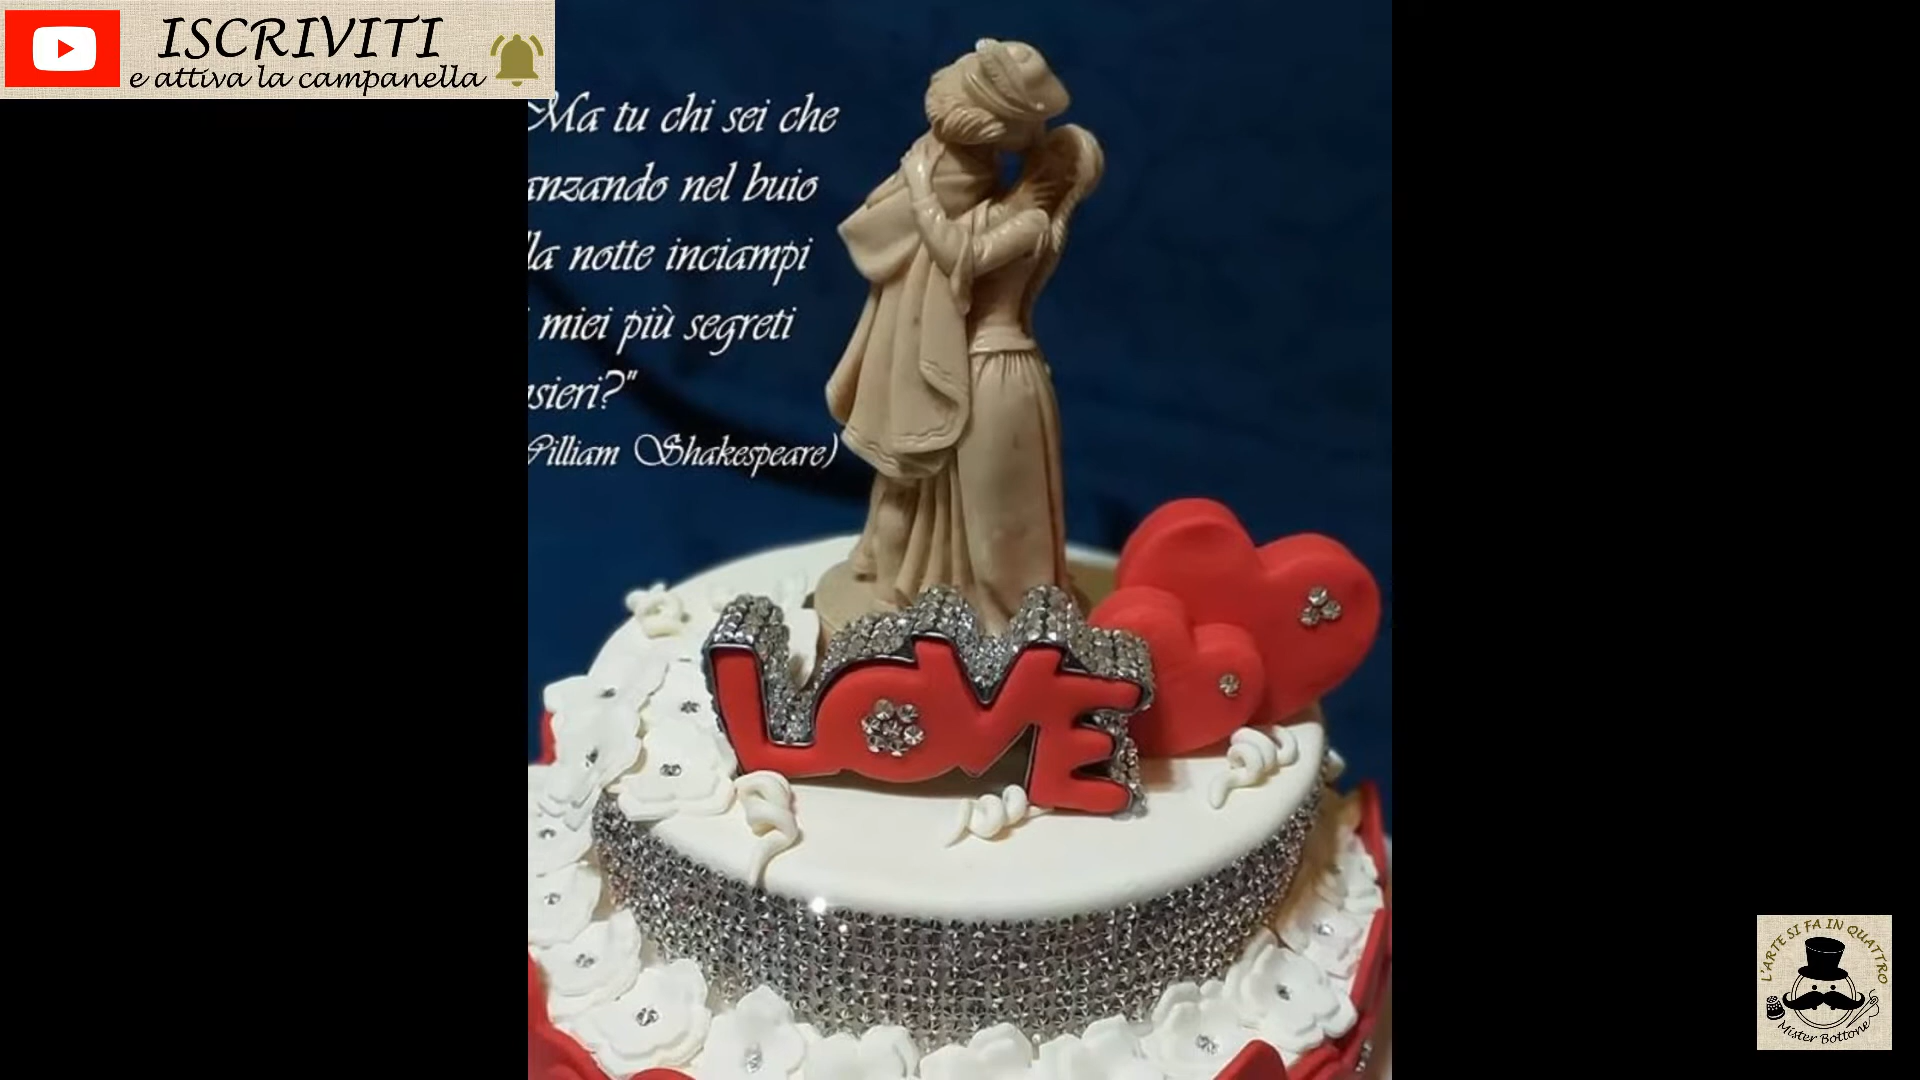 ISCRIVITI
e attiva la campanella
Ma tu chi sei che
anzando nel buio
la notte inciampi
miei più segreti
sieri?"
illiam Shakespeare)
LOVE
L'ARTE SI FA IN QUATTRO
Mister Bottone